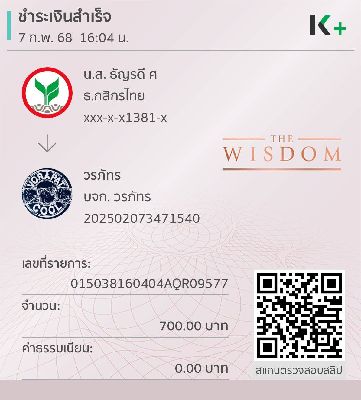 ชำระเงินสำเร็จ
7 ก.พ. 68 16:04 น.
K+
น.ส. ธัญรดี ศ
ธ.กสิกรไทย
xxx-x-x1381-x
THE
WISDOM
วรภัทร
บจก. วรภัทร
202502073471540
เลขที่รายการ:
015038160404AQR09577
จำนวน:
700.00 บาท
ค่าธรรมเนียน:
0.00 บาท
สแกนตรวจสอบสลิป